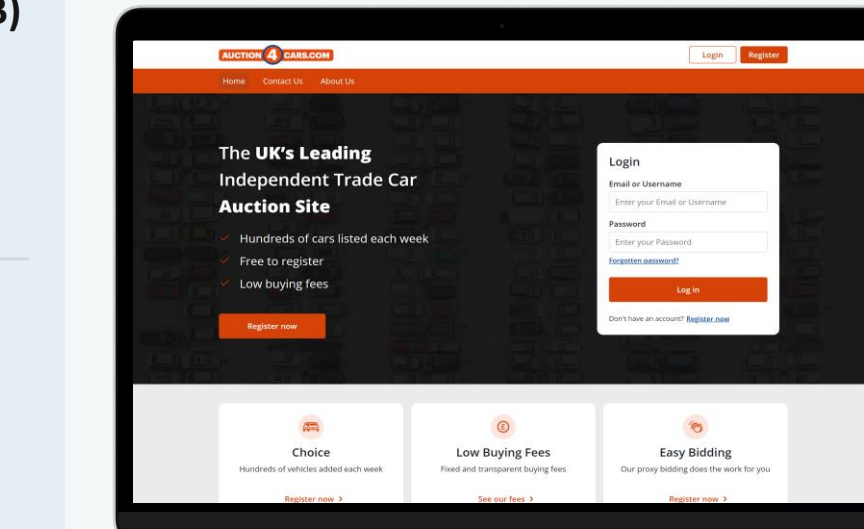 AUCTION 4 CARS.COM
Login
Register
Home
Contact Us
About Us
The UK's Leading
Independent Trade Car
Auction Site
Hundreds of cars listed each week
Free to register
Low buying fees
Register now
Login
Email or Username
Enter your Email or Username
Password
Enter your Password
Forgotten password?
Log in
Don't have an account? Register now
Choice
Hundreds of vehicles added each week
Register now >
Low Buying Fees
Fixed and transparent buying fees
See our fees >
Easy Bidding
Our proxy bidding does the work for you
Register now >